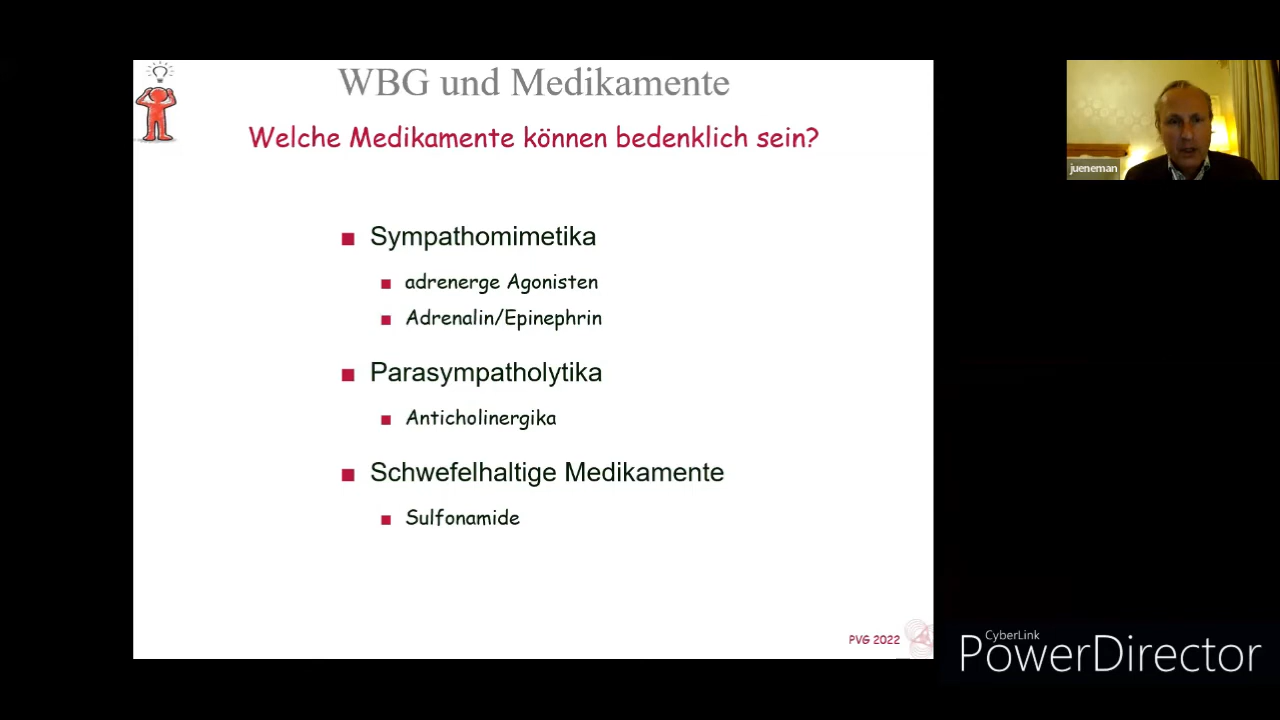 WBG und Medikamente
Welche Medikamente können bedenklich sein?
Sympathomimetika
adrenerge Agonisten
Adrenalin/Epinephrin
Parasympatholytika
Anticholinergika
Schwefelhaltige Medikamente
Sulfonamide
PVG 2022
jueneman
CyberLink
PowerDirector